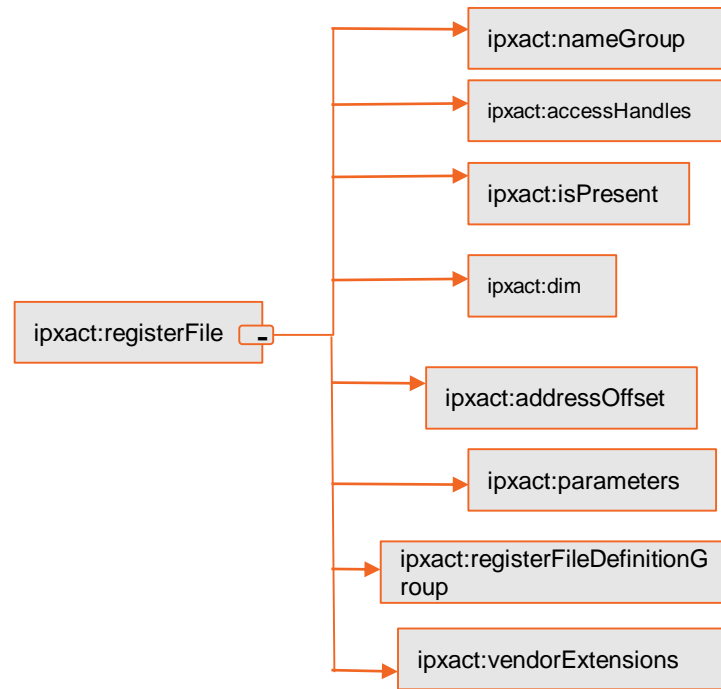 ipxact:nameGroup
ipxact:accessHandles
ipxact:isPresent
ipxact:dim
ipxact:registerFile -
ipxact:addressOffset
ipxact:parameters
ipxact:registerFileDefinitionG
roup
ipxact:vendorExtensions